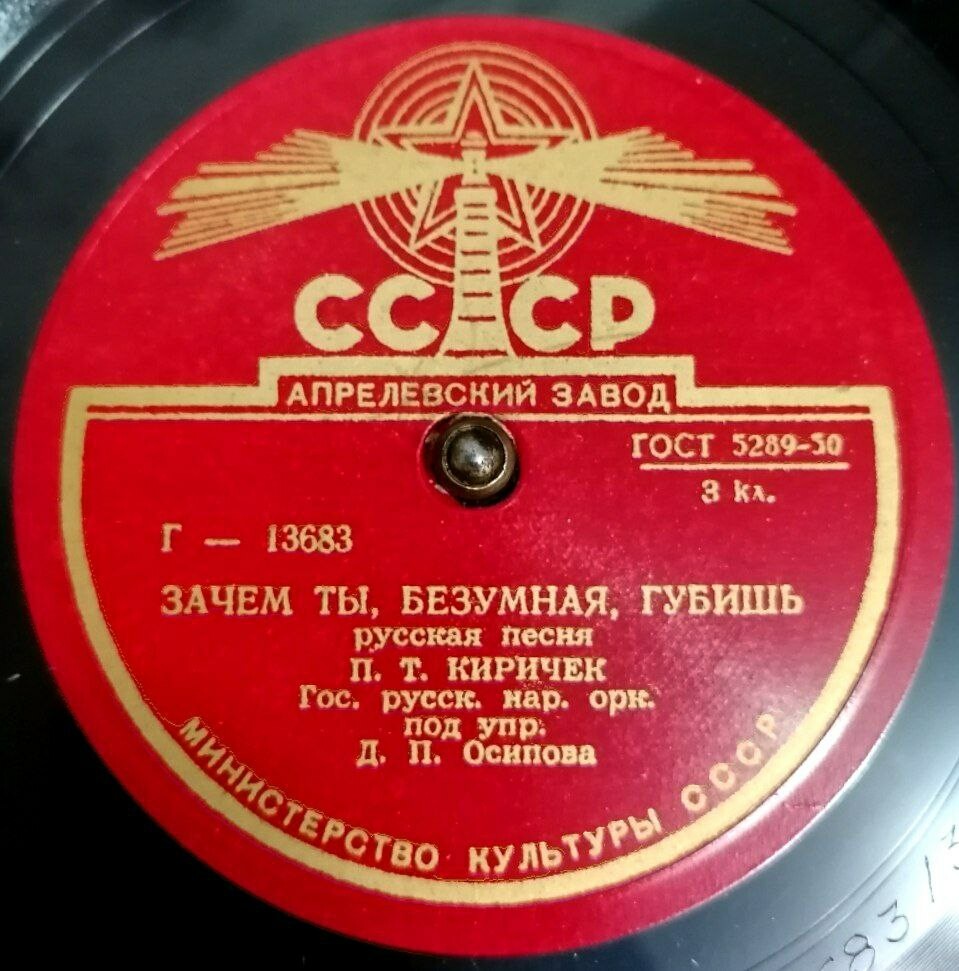 СССР
АПРЕЛЕВСКИЙ ЗАВОД
ГОСТ 5289-50
3 кл.
Г — 13683
ЗАЧЕМ ТЫ, БЕЗУМНАЯ, ГУБИШЬ
русская песня
П. Т. КИРИЧЕК
Гос. русск. нар. орк.
под упр.
Д. П. Осипова
МИНИСТЕРСТВО КУЛЬТУРЫ СССР